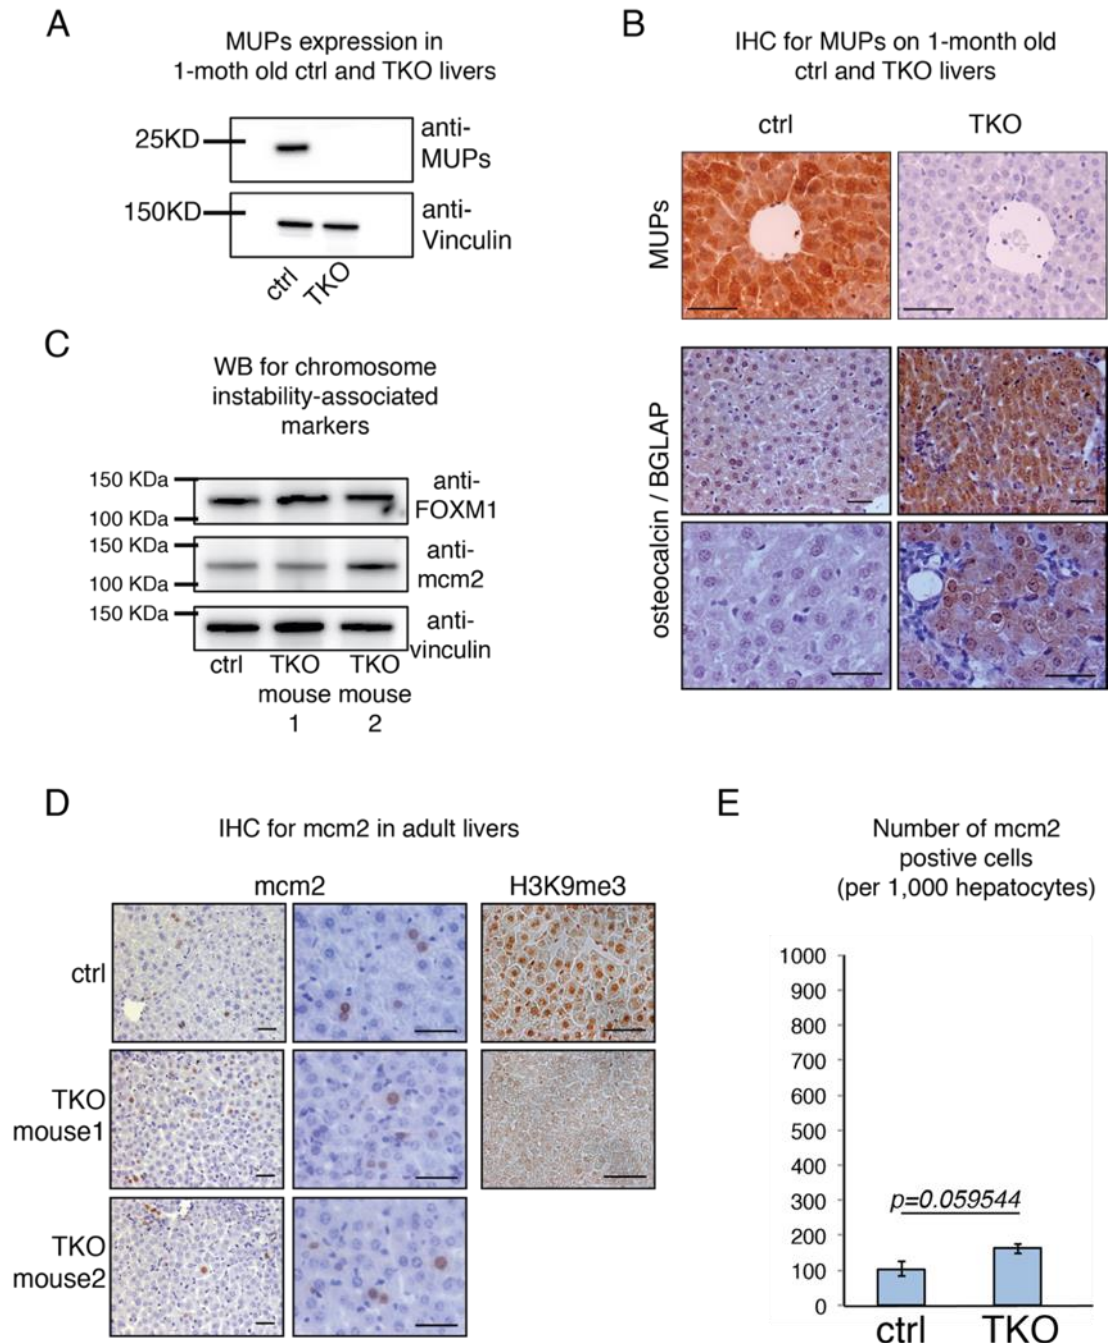 A
MUPs expression in
1-moth old ctrl and TKO livers
25KD
anti-
MUPs
150KD
anti-
Vinculin
ctrl
TKO
B
IHC for MUPs on 1-month old
ctrl and TKO livers
ctrl
TKO
MUPs
osteocalcin / BGLAP
C
WB for chromosome
instability-associated
markers
150 KDa
100 KDa
anti-
FOXM1
150 KDa
100 KDa
anti-
mcm2
150 KDa
anti-
vinculin
ctrl
TKO
mouse
1
TKO
mouse
2
D
IHC for mcm2 in adult livers
mcm2
H3K9me3
ctrl
TKO
mouse1
TKO
mouse2
E
Number of mcm2
postive cells
(per 1,000 hepatocytes)
1000
900
800
700
600
500
400
300
200
100
0
p=0.059544
ctrl
TKO